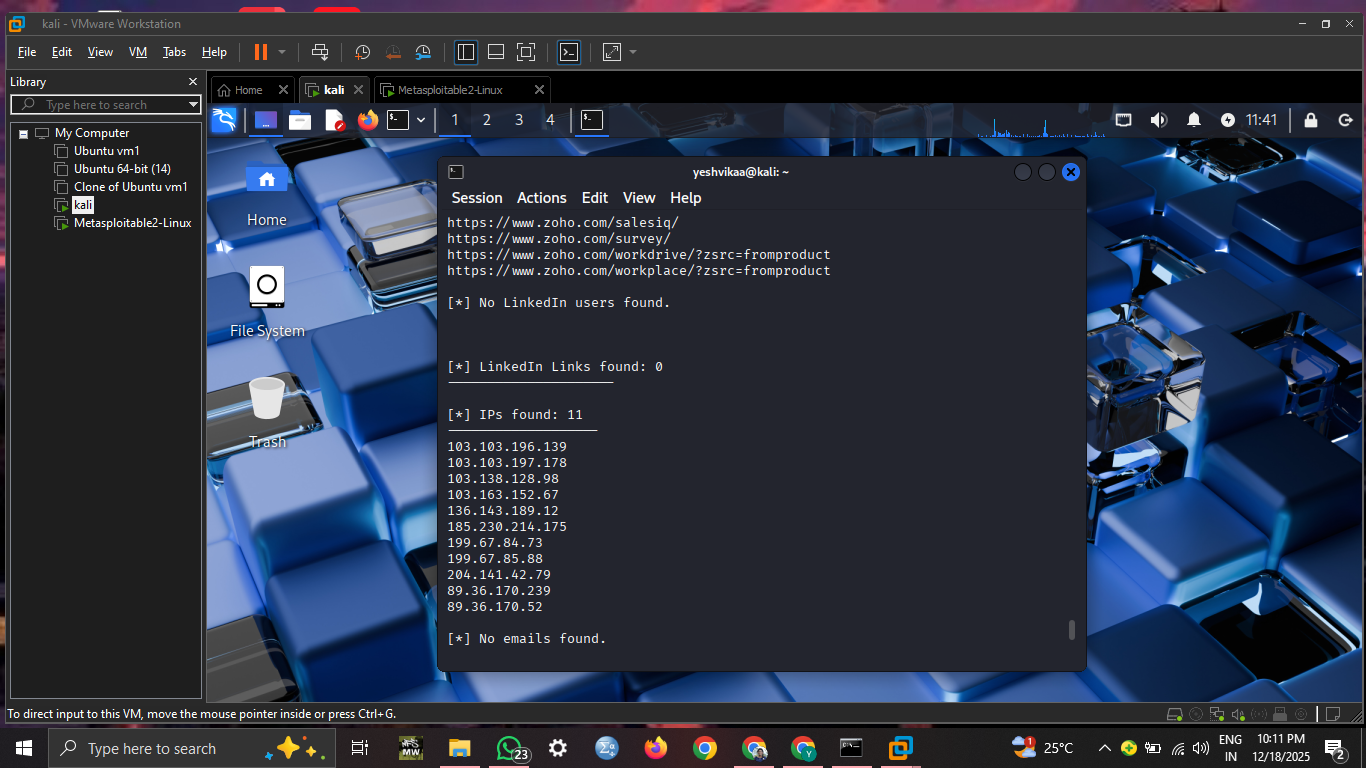 kali - VMware Workstation
File Edit View VM Tabs Help
Library
Type here to search
Home
kali
Metasploitable2-Linux
My Computer
Ubuntu vm1
Ubuntu 64-bit (14)
Clone of Ubuntu vm1
kali
Metasploitable2-Linux
1 2 3 4
11:41
Home
File System
Trash
yeshvikaa@kali: ~
Session Actions Edit View Help
https://www.zoho.com/salesiq/
https://www.zoho.com/survey/
https://www.zoho.com/workdrive/?zsrc=fromproduct
https://www.zoho.com/workplace/?zsrc=fromproduct
[*] No LinkedIn users found.
[*] LinkedIn Links found: 0
[*] IPs found: 11
103.103.196.139
103.103.197.178
103.138.128.98
103.163.152.67
136.143.189.12
185.230.214.175
199.67.84.73
199.67.85.88
204.141.42.79
89.36.170.239
89.36.170.52
[*] No emails found.
To direct input to this VM, move the mouse pointer inside or press Ctrl+G.
Type here to search
MW
23
Y
1
25°C
ENG
IN
10:11 PM
12/18/2025
2